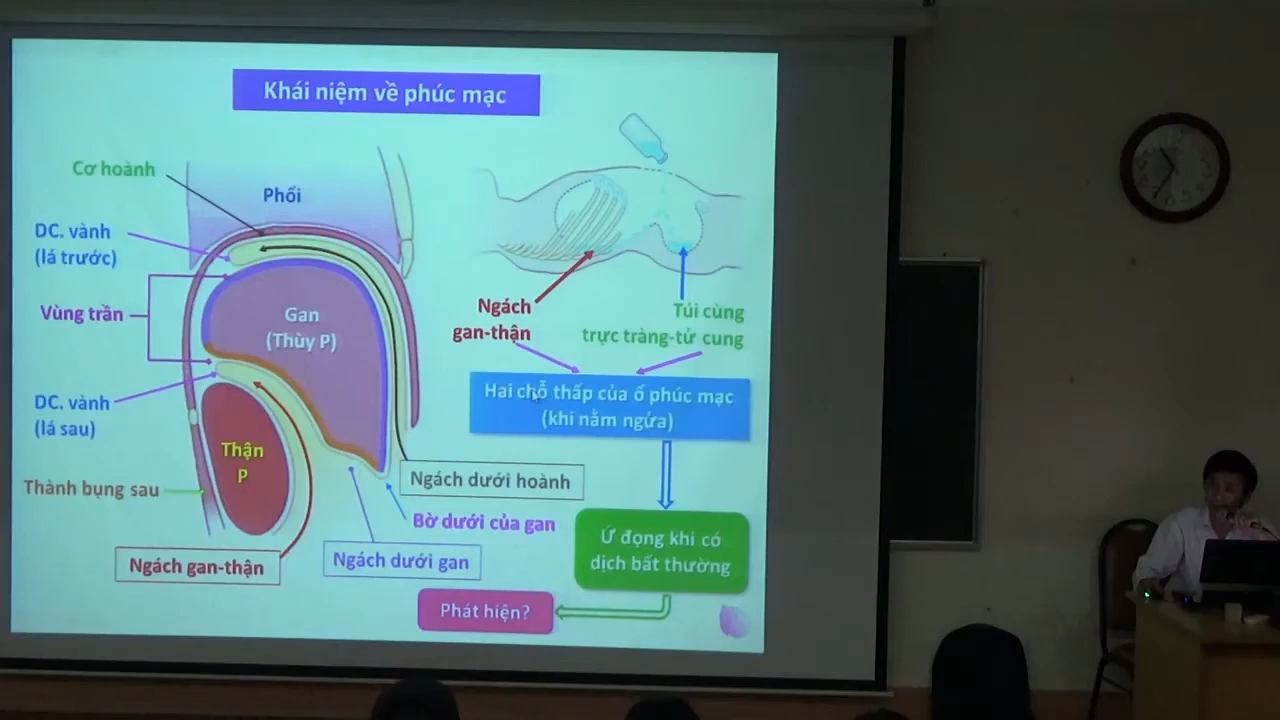 Khái niệm về phúc mạc
Cơ hoành
Phổi
DC. vành
(lá trước)
Vùng trần
Gan
(Thùy P)
DC. vành
(lá sau)
Thận
P
Thành bụng sau
Ngách gan-thận
Ngách dưới gan
Bờ dưới của gan
Ngách dưới hoành
Ngách
gan-thận
Túi cùng
trực tràng-tử cung
Hai chỗ thấp của ổ phúc mạc
(khi nằm ngửa)
Ứ đọng khi có
dịch bất thường
Phát hiện?